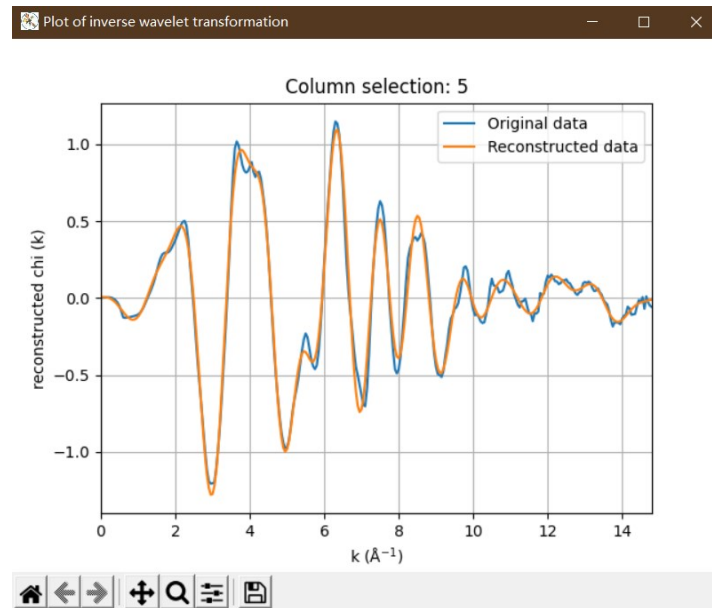 Plot of inverse wavelet transformation
Column selection: 5
Original data
Reconstructed data
reconstructed chi (k)
1.0
0.5
0.0
−0.5
−1.0
0 2 4 6 8 10 12 14
k (Å⁻¹)